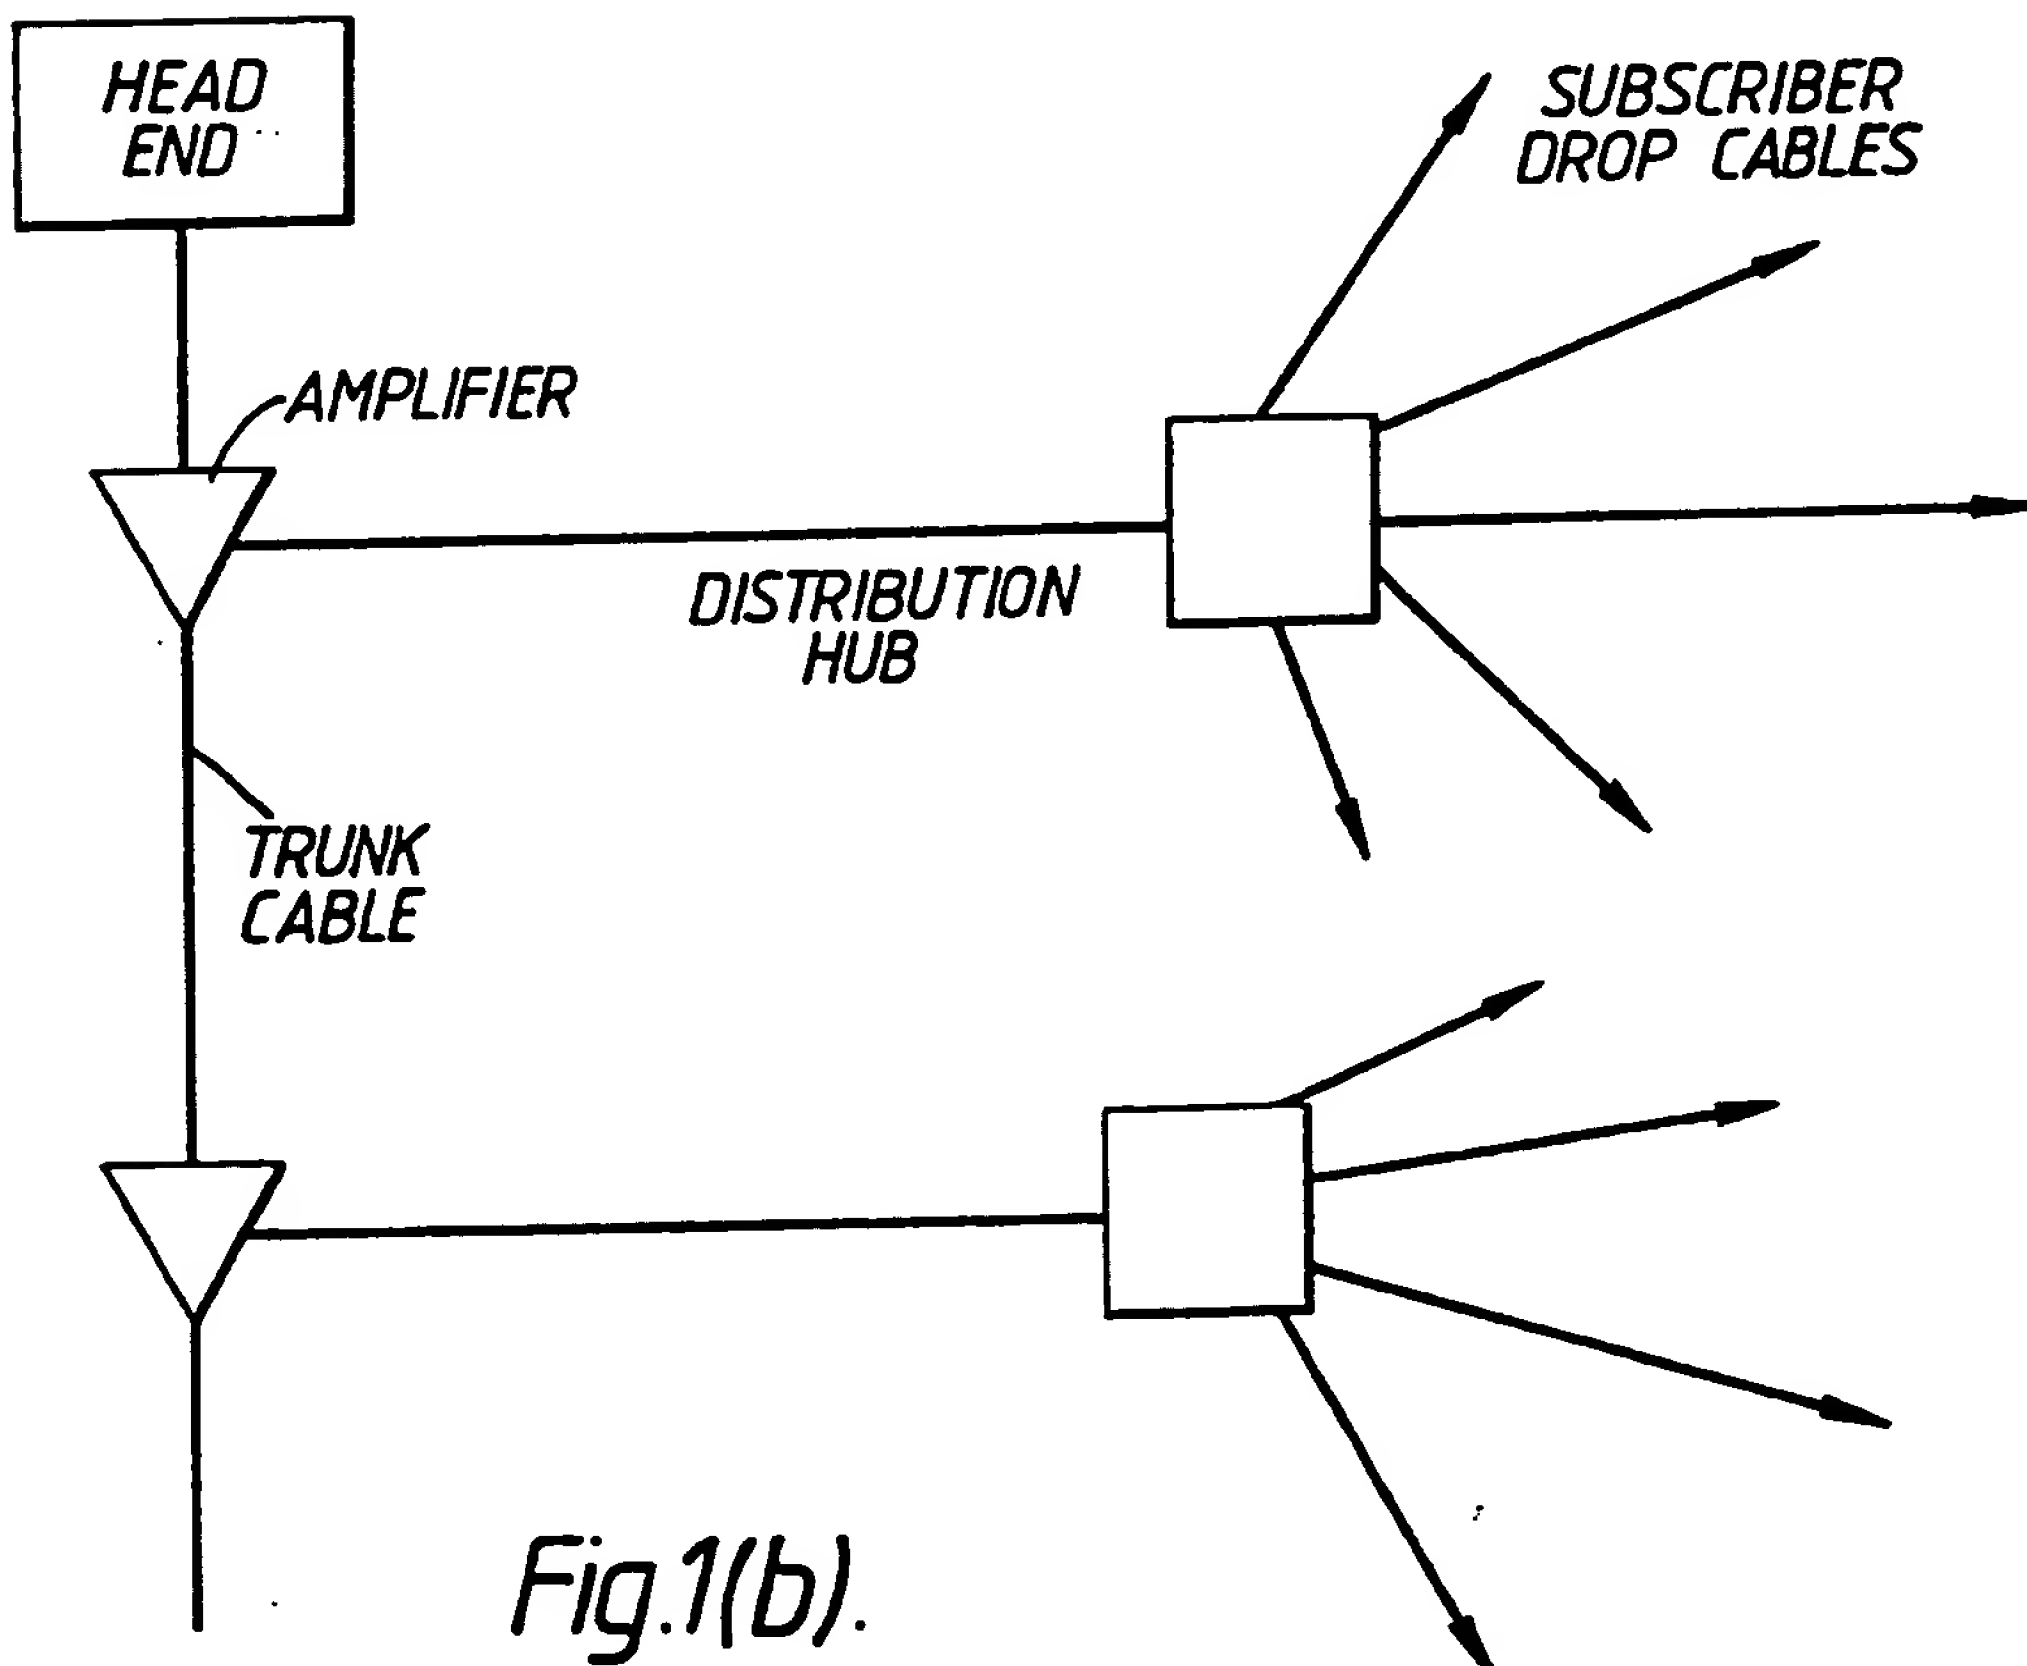 HEAD
END
SUBSCRIBER
DROP CABLES
AMPLIFIER
DISTRIBUTION
HUB
TRUNK
CABLE
Fig.1(b).